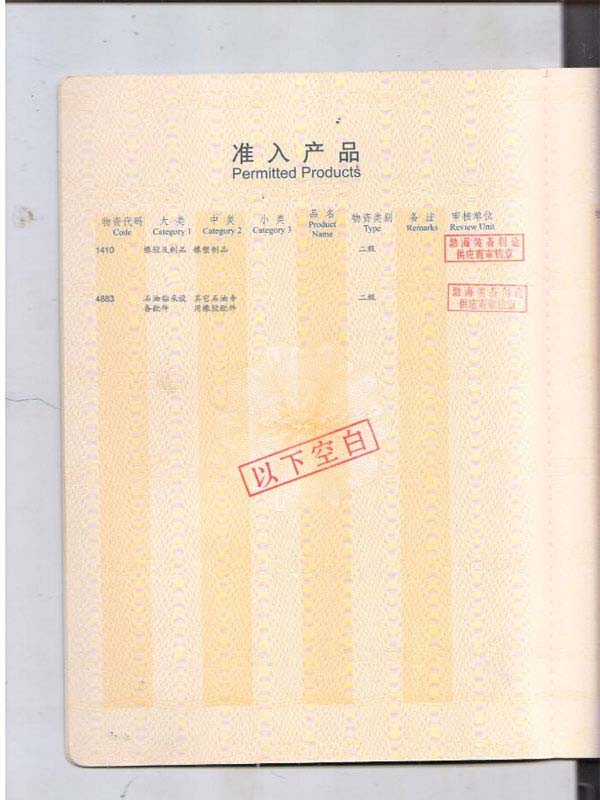 准入产品
Permitted Products
物资代码 大类 中类 小类 品名 物资类别 备注 审核单位
Code Category 1 Category 2 Category 3 Product Name Type Remarks Review Unit
1410 橡胶及制品 橡塑制品 二级 渤海装备制造
供应商审核章
4883 石油钻采设 其它石油专 二级 渤海装备制造
备配件 用橡胶配件 供应商审核章
以下空白